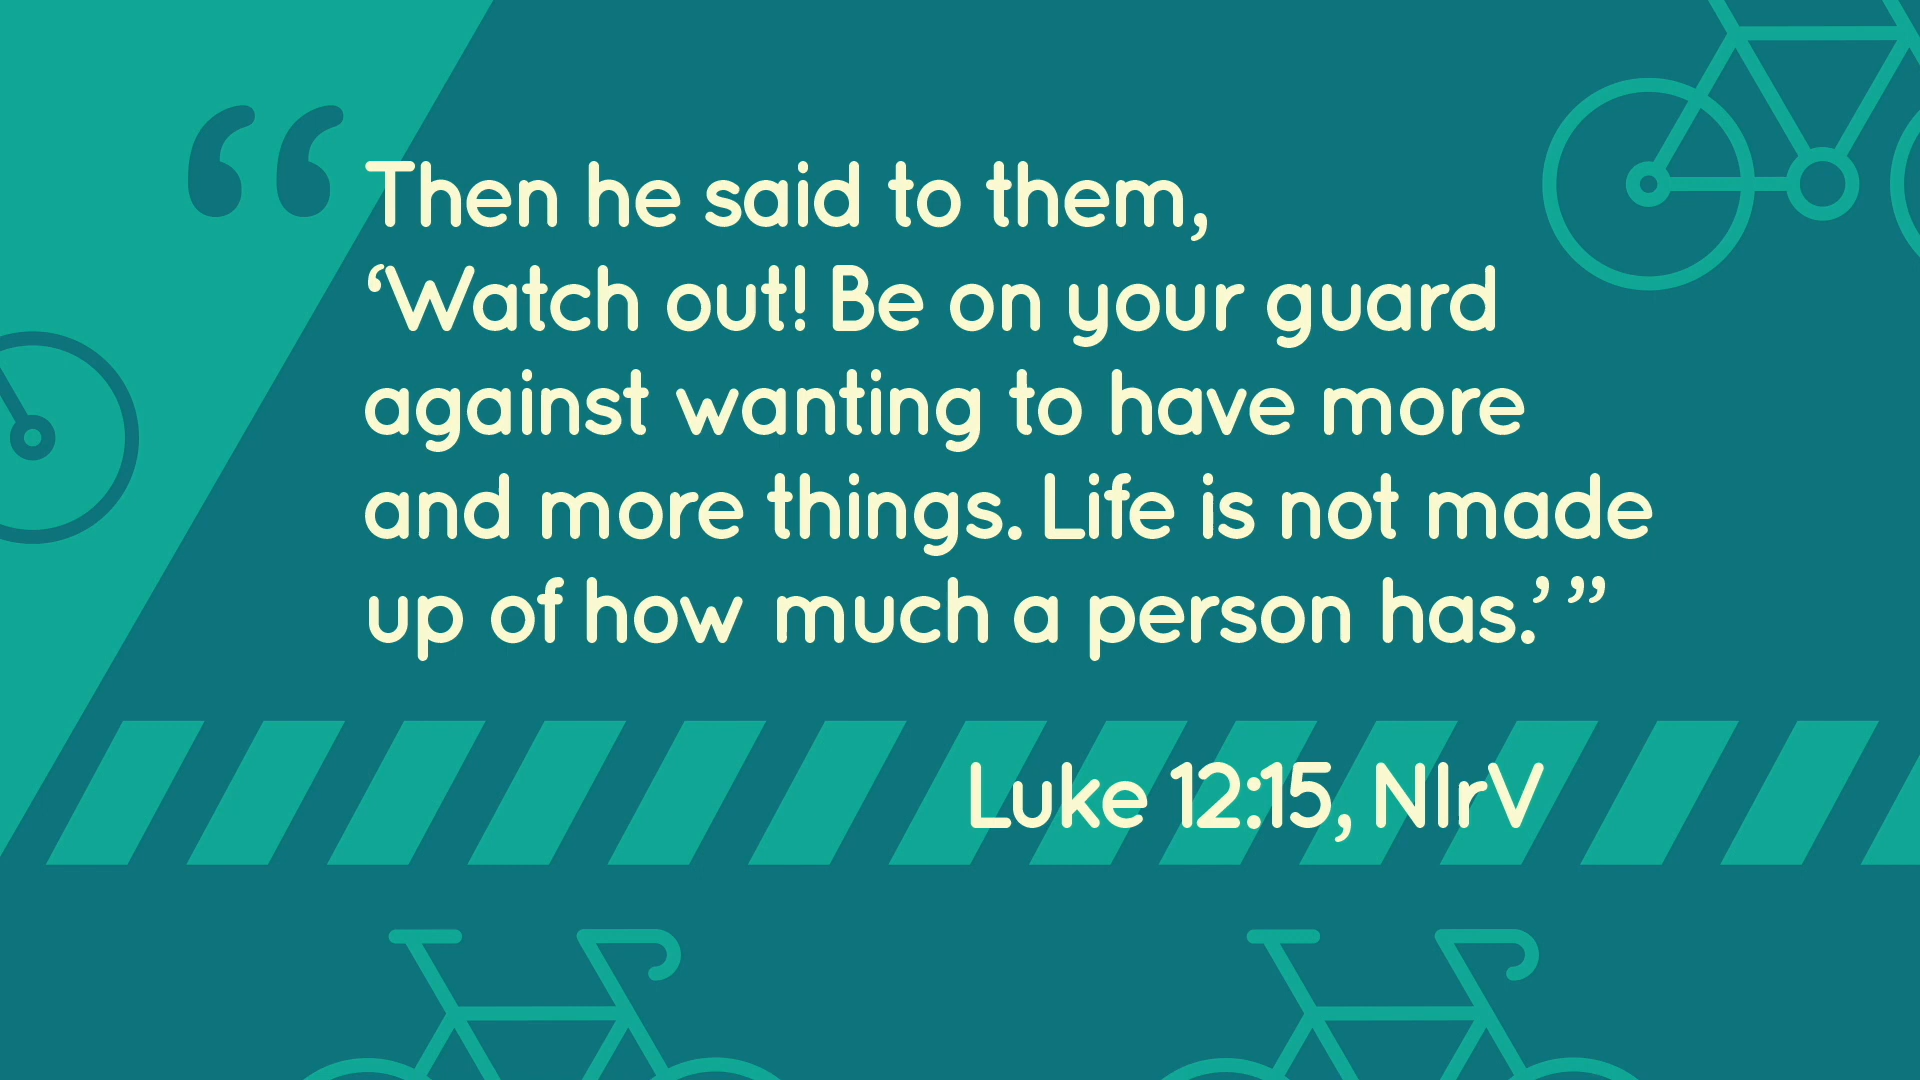 “Then he said to them,
‘Watch out! Be on your guard
against wanting to have more
and more things. Life is not made
up of how much a person has.’ ”
Luke 12:15, NIrV